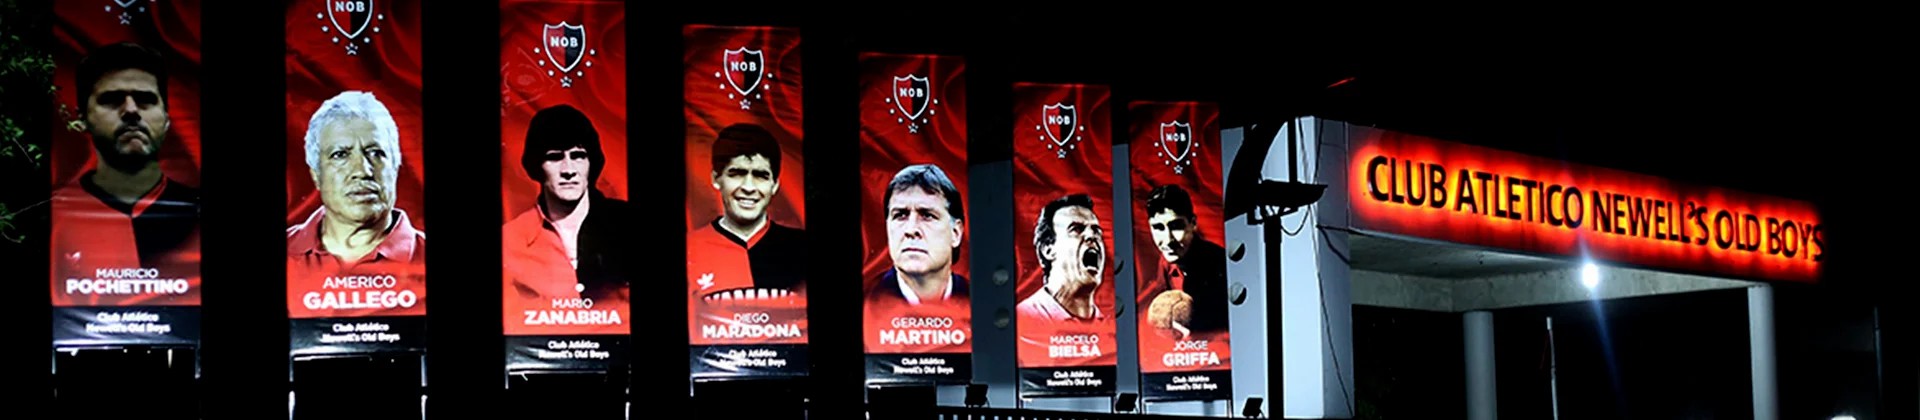 NOB
MAURICIO
POCHETTINO
Club Atlético
Newell's Old Boys
NOB
AMERICO
GALLEGO
Club Atlético
Newell's Old Boys
NOB
MARIO
ZANABRIA
Club Atlético
Newell's Old Boys
NOB
YAMAH
DIEGO
MARADONA
Club Atlético
Newell's Old Boys
NOB
GERARDO
MARTINO
Club Atlético
Newell's Old Boys
NOB
MARCELO
BIELSA
Club Atlético
Newell's Old Boys
NOB
JORGE
GRIFFA
Club Atlético
Newell's Old Boys
CLUB ATLETICO NEWELL'S OLD BOYS